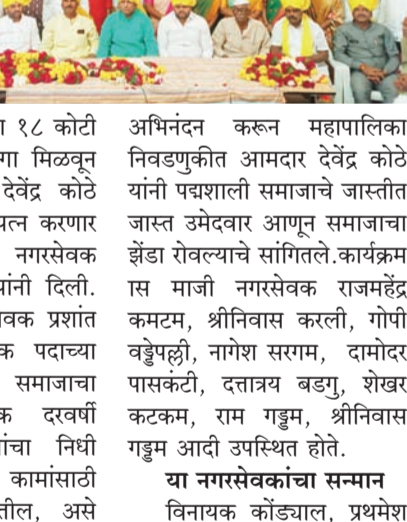 १८ कोटी
मिळवून
देवेंद्र कोठे
करणार
नगरसेवक
दिली.
प्रशांत
पदाच्या
समाजाचा
दरवर्षी
निधी
कामांसाठी
असे
अभिनंदन करून महापालिका
निवडणुकीत आमदार देवेंद्र कोठे
यांनी पद्मशाली समाजाचे जास्तीत
जास्त उमेदवार आणून समाजाचा
झेंडा रोवल्याचे सांगितले.कार्यक्रम
ास माजी नगरसेवक राजमहेंद्र
कमटम, श्रीनिवास करली, गोपी
वड्डेपल्ली, नागेश सरगम, दामोदर
पासकंटी, दत्तात्रय बडगु, शेखर
कटकम, राम गड्डम, श्रीनिवास
गड्डम आदी उपस्थित होते.
या नगरसेवकांचा सन्मान
विनायक कोंड्याल, प्रथमेश